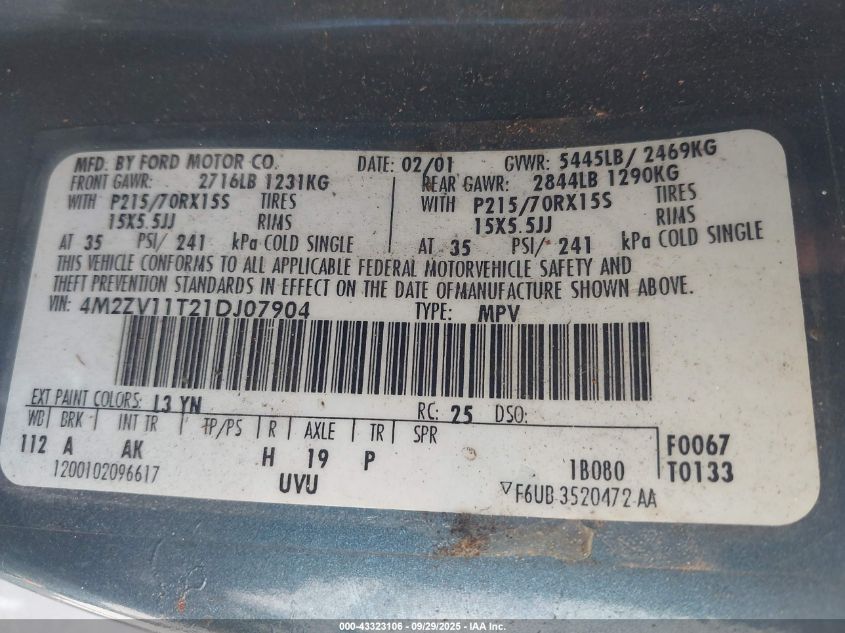 MFD. BY FORD MOTOR CO. DATE: 02/01 GVWR: 5445LB/ 2469KG
FRONT GAWR: 2716LB 1231KG REAR GAWR: 2844LB 1290KG
WITH P215/70RX15S TIRES WITH P215/70RX15S TIRES
15X5.5JJ RIMS 15X5.5JJ RIMS
AT 35 PSI/ 241 kPa COLD SINGLE AT 35 PSI/ 241 kPa COLD SINGLE
THIS VEHICLE CONFORMS TO ALL APPLICABLE FEDERAL MOTORVEHICLE SAFETY AND
THEFT PREVENTION STANDARDS IN EFFECT ON THE DATE OF MANUFACTURE SHOWN ABOVE.
VIN: 4M2ZV11T21DJ07904 TYPE: MPV
EXT PAINT COLORS: L3 YN RC: 25 DSO:
WB BRK INT TR TP/PS R AXLE TR SPR F0067
112 A AK H 19 P 1B080 T0133
1200102096617 UVU ▽F6UB 3520472-AA
000-43323106 - 09/29/2025 - IAA Inc.